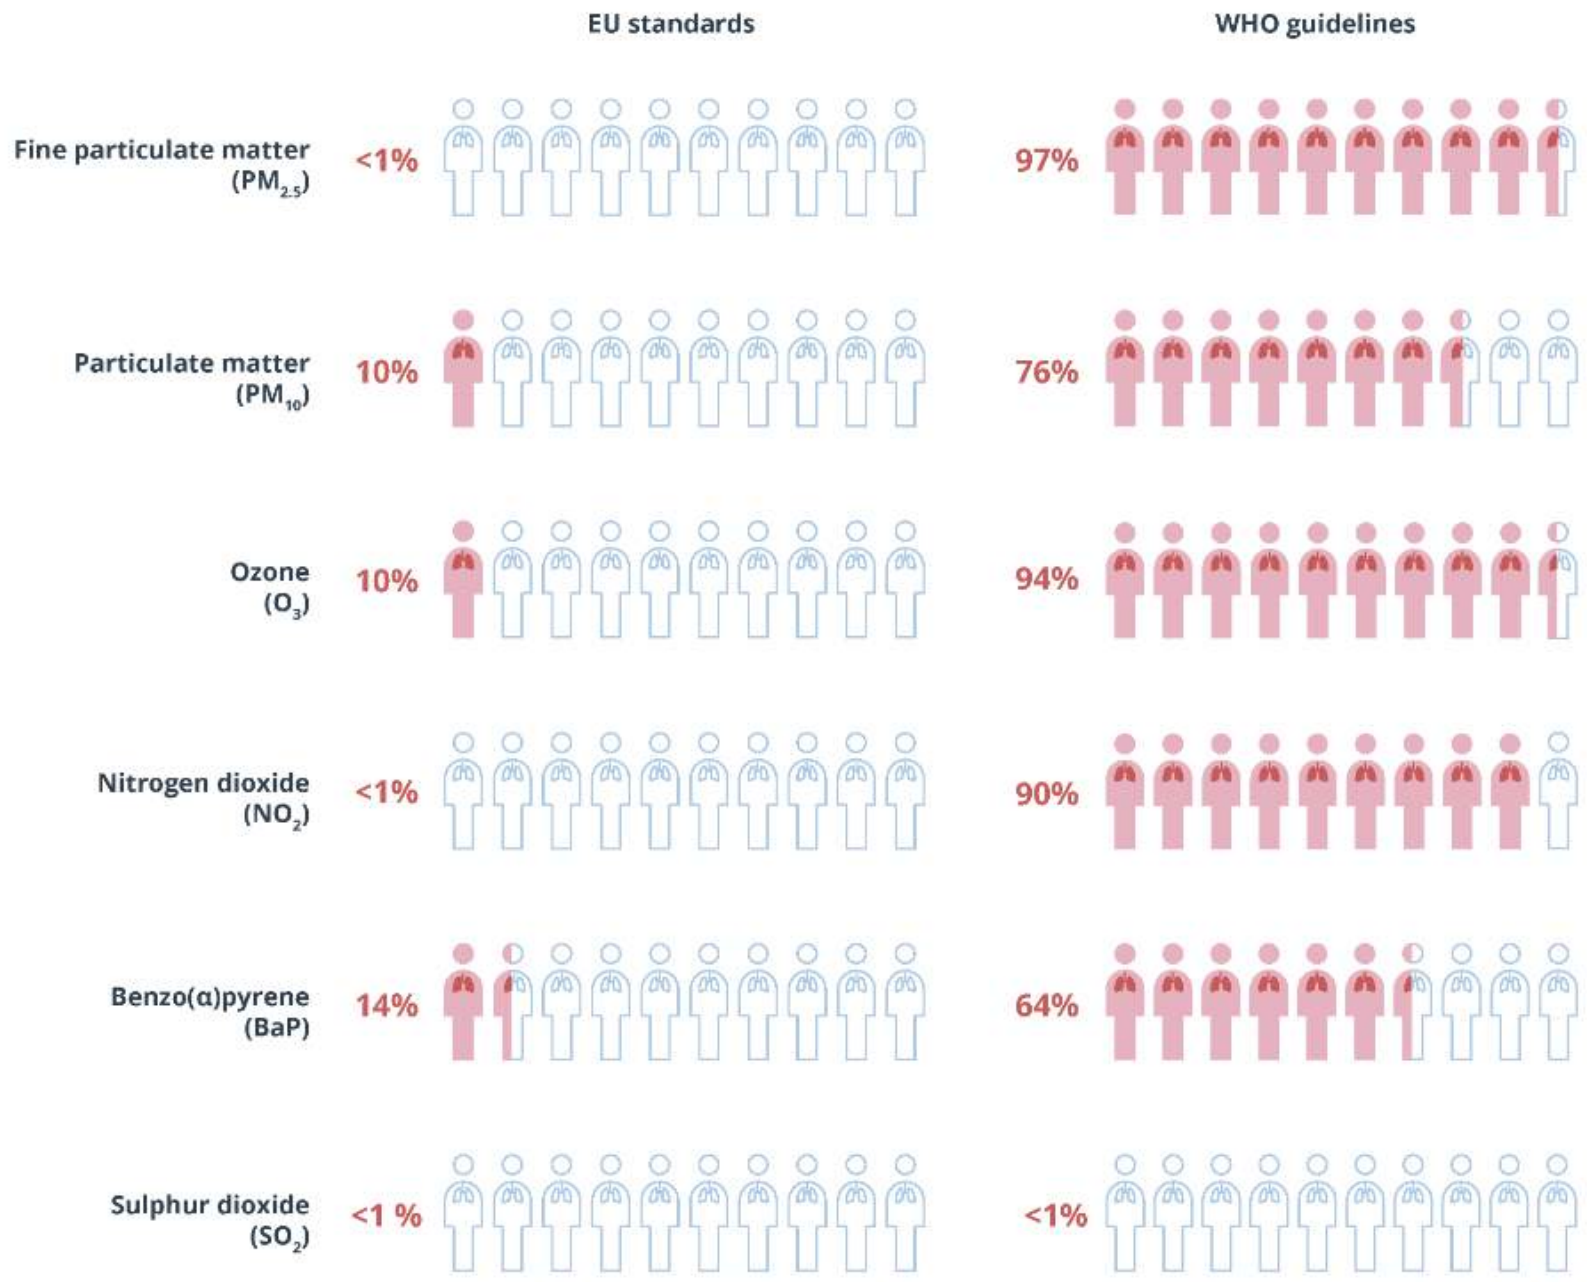 EU standards
WHO guidelines
Fine particulate matter
(PM₂.₅)
<1%
97%
Particulate matter
(PM₁₀)
10%
76%
Ozone
(O₃)
10%
94%
Nitrogen dioxide
(NO₂)
<1%
90%
Benzo(α)pyrene
(BaP)
14%
64%
Sulphur dioxide
(SO₂)
<1 %
<1%